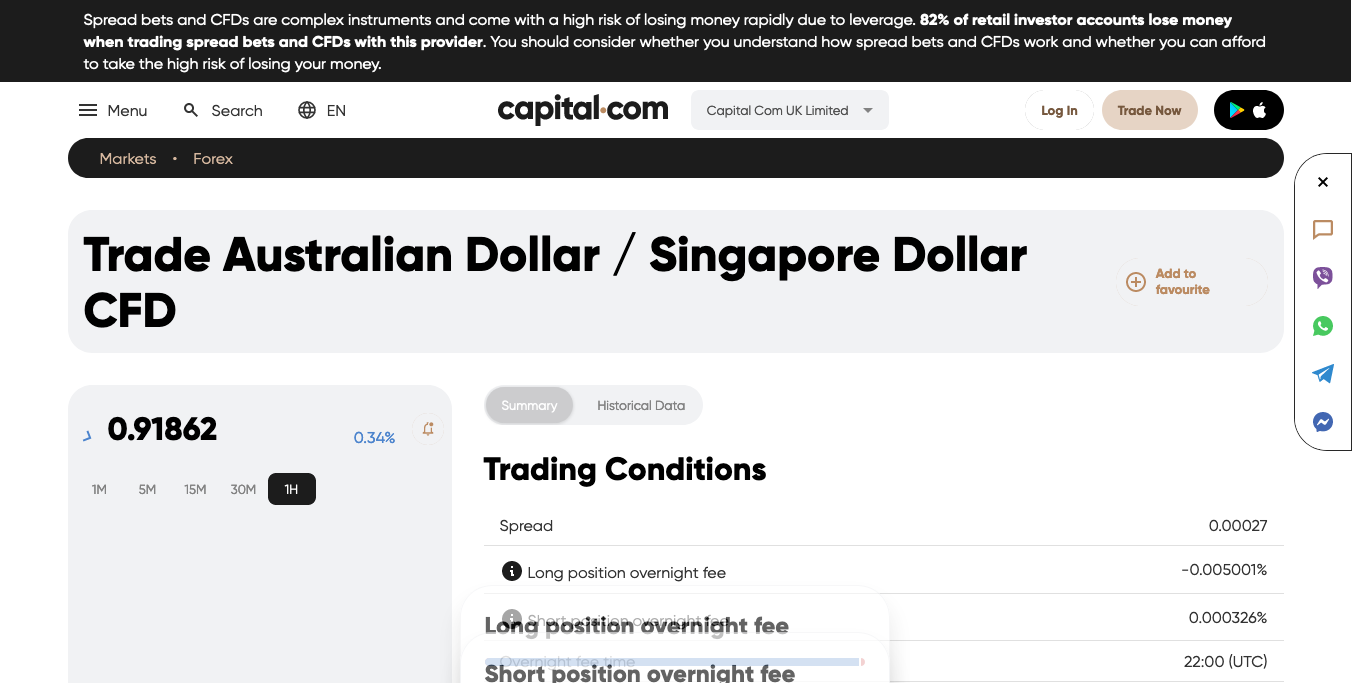 Spread bets and CFDs are complex instruments and come with a high risk of losing money rapidly due to leverage. 82% of retail investor accounts lose money
when trading spread bets and CFDs with this provider. You should consider whether you understand how spread bets and CFDs work and whether you can afford
to take the high risk of losing your money.
Menu
Search
EN
capital.com
Capital Com UK Limited
Log In
Trade Now
Markets • Forex
Trade Australian Dollar / Singapore Dollar
CFD
Add to
favourite
0.91862
0.34%
1M
5M
15M
30M
1H
Summary
Historical Data
Trading Conditions
Spread
0.00027
Long position overnight fee
-0.005001%
Short position overnight fee
0.000326%
Long position overnight fee
Overnight fee time
22:00 (UTC)
Short position overnight fee